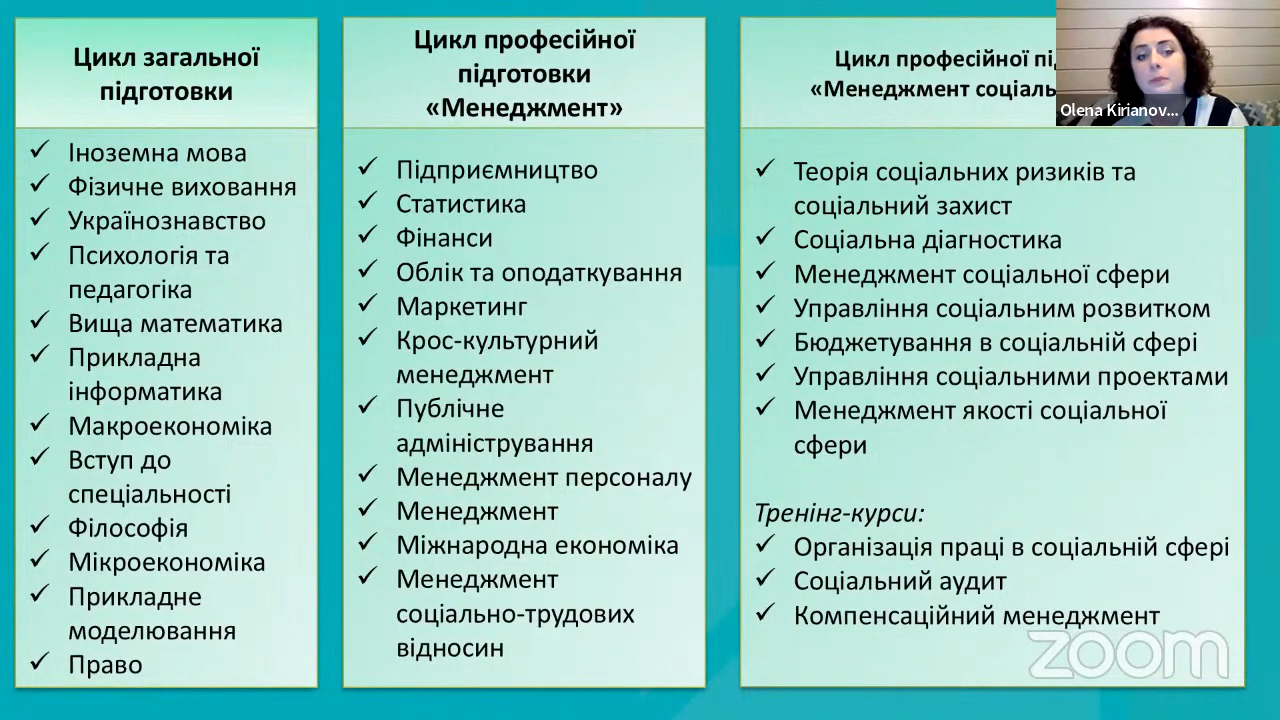 Цикл загальної
підготовки
✓ Іноземна мова
✓ Фізичне виховання
✓ Українознавство
✓ Психологія та
педагогіка
✓ Вища математика
✓ Прикладна
інформатика
✓ Макроекономіка
✓ Вступ до
спеціальності
✓ Філософія
✓ Мікроекономіка
✓ Прикладне
моделювання
✓ Право
Цикл професійної
підготовки
«Менеджмент»
✓ Підприємництво
✓ Статистика
✓ Фінанси
✓ Облік та оподаткування
✓ Маркетинг
✓ Крос-культурний
менеджмент
✓ Публічне
адміністрування
✓ Менеджмент персоналу
✓ Менеджмент
✓ Міжнародна економіка
✓ Менеджмент
соціально-трудових
відносин
Цикл професійної
«Менеджмент
Olena Kirianov...
✓ Теорія соціальних ризиків та
соціальний захист
✓ Соціальна діагностика
✓ Менеджмент соціальної сфери
✓ Управління соціальним розвитком
✓ Бюджетування в соціальній сфері
✓ Управління соціальними проектами
✓ Менеджмент якості соціальної
сфери
Тренінг-курси:
✓ Організація праці в соціальній сфері
✓ Соціальний аудит
✓ Компенсаційний менеджмент
zoom